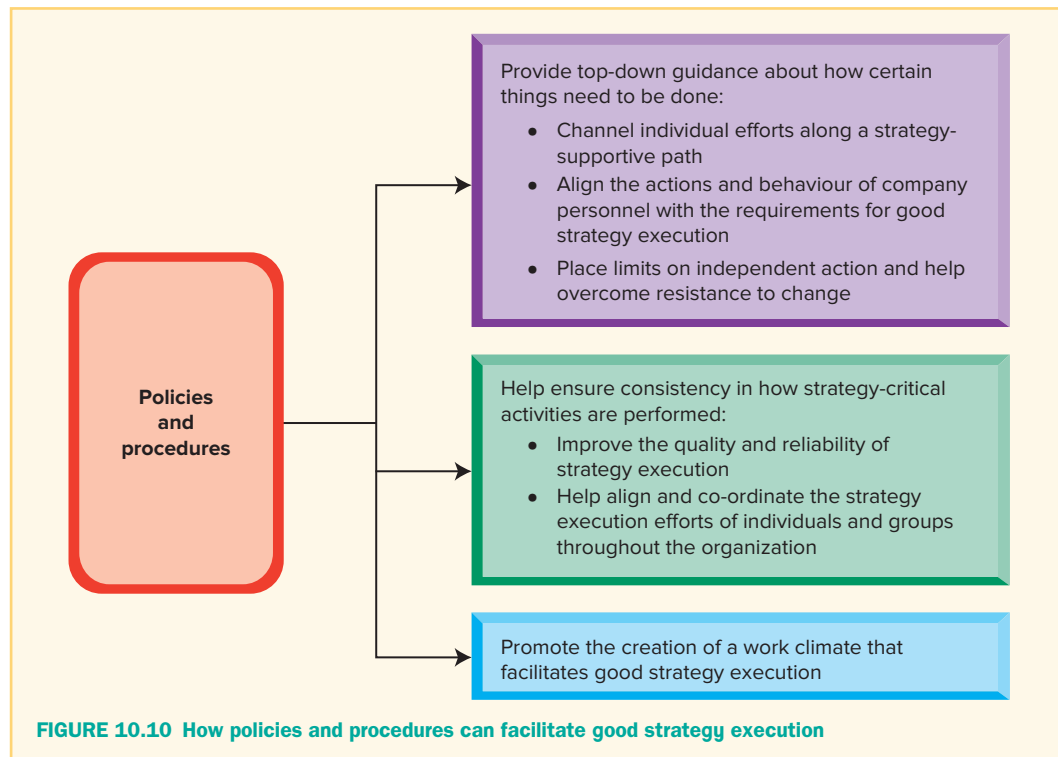 Policies
and
procedures
Provide top-down guidance about how certain
things need to be done:
• Channel individual efforts along a strategy-
supportive path
• Align the actions and behaviour of company
personnel with the requirements for good
strategy execution
• Place limits on independent action and help
overcome resistance to change
Help ensure consistency in how strategy-critical
activities are performed:
• Improve the quality and reliability of
strategy execution
• Help align and co-ordinate the strategy
execution efforts of individuals and groups
throughout the organization
Promote the creation of a work climate that
facilitates good strategy execution
FIGURE 10.10 How policies and procedures can facilitate good strategy execution